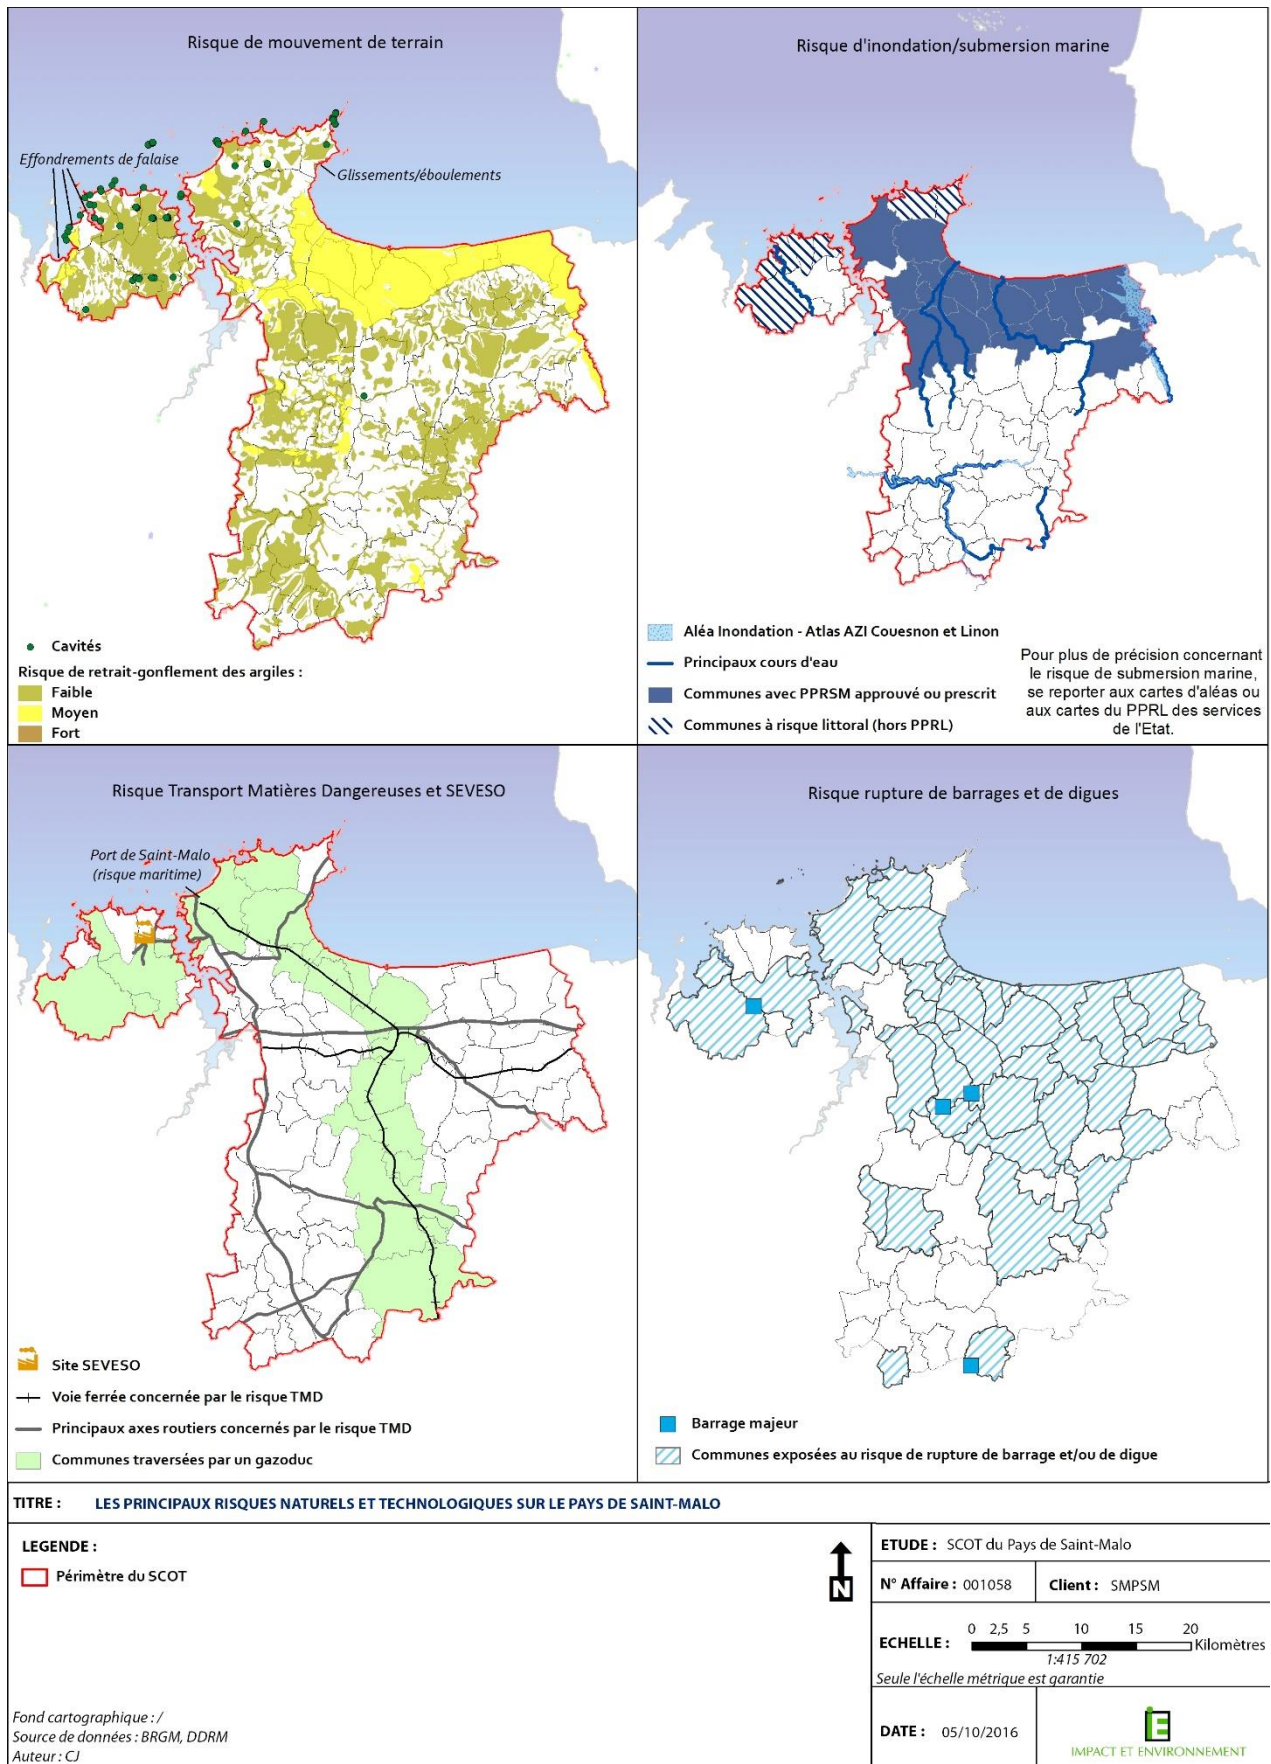 Risque de mouvement de terrain
Effondrements de falaise
Glissements/éboulements
Cavités
Risque de retrait-gonflement des argiles :
Faible
Moyen
Fort
Risque d'inondation/submersion marine
Aléa Inondation - Atlas AZI Couesnon et Linon
Principaux cours d'eau
Communes avec PPRSM approuvé ou prescrit
Communes à risque littoral (hors PPRL)
Pour plus de précision concernant
le risque de submersion marine,
se reporter aux cartes d'aléas ou
aux cartes du PPRL des services
de l'Etat.
Risque Transport Matières Dangereuses et SEVESO
Port de Saint-Malo
(risque maritime)
Site SEVESO
Voie ferrée concernée par le risque TMD
Principaux axes routiers concernés par le risque TMD
Communes traversées par un gazoduc
Risque rupture de barrages et de digues
Barrage majeur
Communes exposées au risque de rupture de barrage et/ou de digue
TITRE : LES PRINCIPAUX RISQUES NATURELS ET TECHNOLOGIQUES SUR LE PAYS DE SAINT-MALO
LEGENDE :
Périmètre du SCOT
N
Fond cartographique : /
Source de données : BRGM, DDRM
Auteur : CJ
ETUDE : SCOT du Pays de Saint-Malo
N° Affaire : 001058 Client : SMPSM
ECHELLE : 0 2,5 5 10 15 20 Kilomètres
1:415 702
Seule l'échelle métrique est garantie
DATE : 05/10/2016
IE
IMPACT ET ENVIRONNEMENT